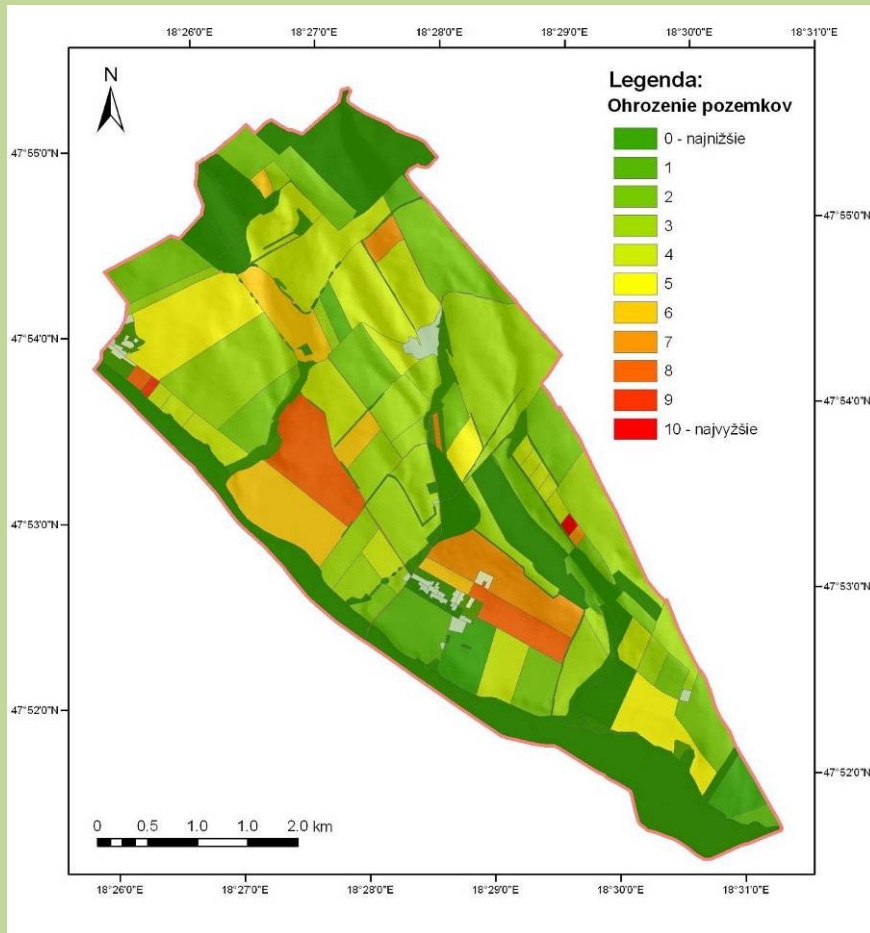 18°26'0"E 18°27'0"E 18°28'0"E 18°29'0"E 18°30'0"E 18°31'0"E
N
Legenda:
Ohrozenie pozemkov
0 - najnižšie
1
2
3
4
5
6
7
8
9
10 - najvyžšie
47°55'0"N
47°54'0"N
47°53'0"N
47°52'0"N
47°55'0"N
47°54'0"N
47°53'0"N
47°52'0"N
0 0.5 1.0 1.0 2.0 km
18°26'0"E 18°27'0"E 18°28'0"E 18°29'0"E 18°30'0"E 18°31'0"E